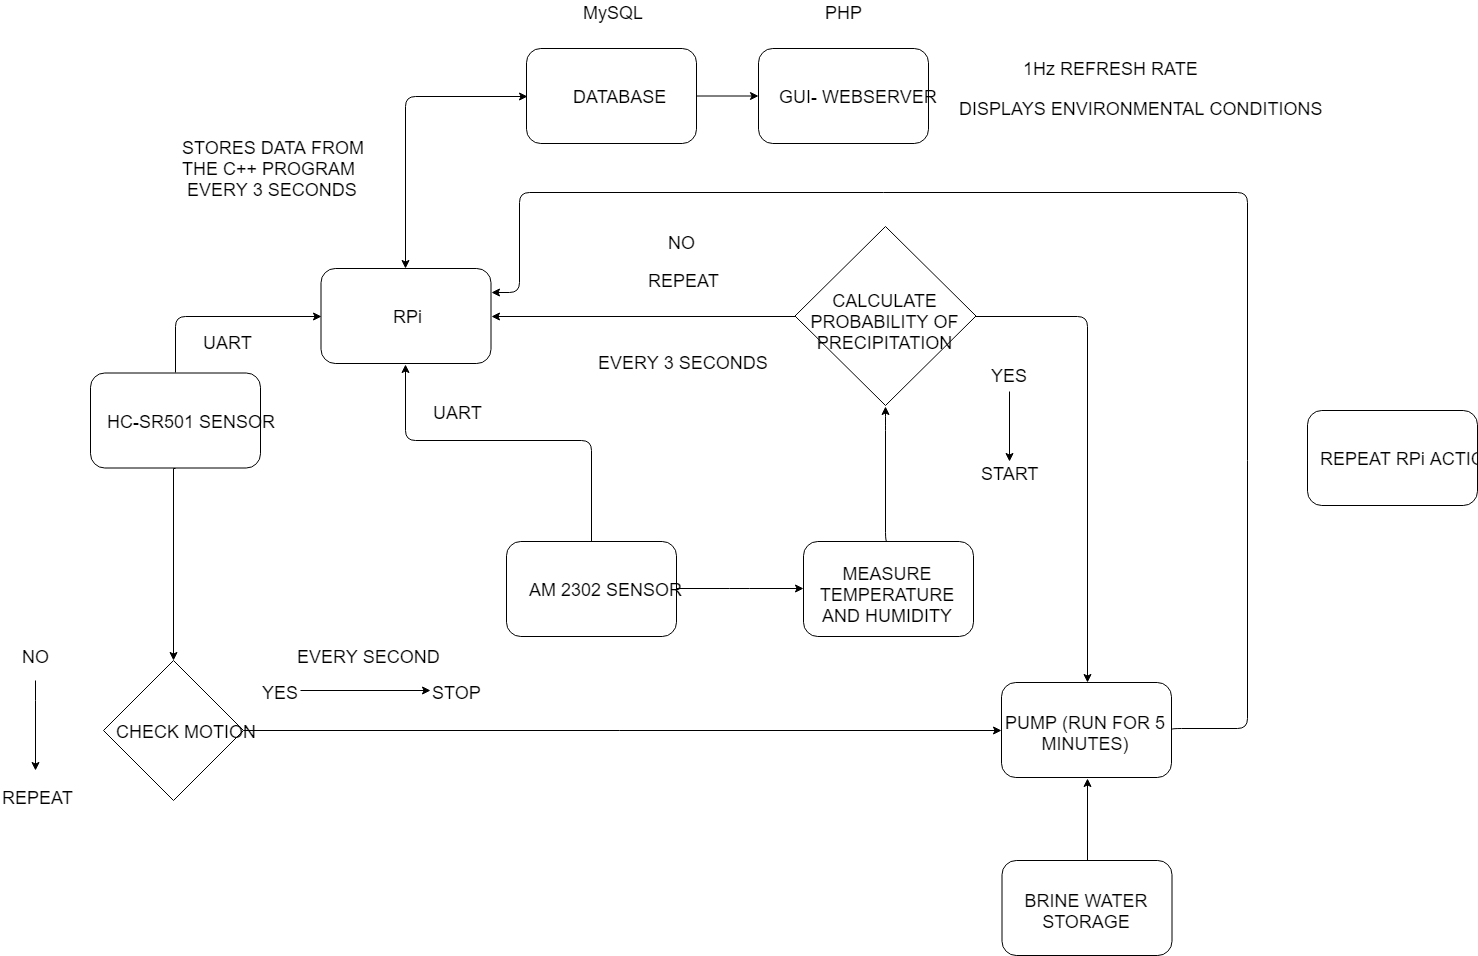 MySQL
PHP
DATABASE
GUI- WEBSERVER
1Hz REFRESH RATE
DISPLAYS ENVIRONMENTAL CONDITIONS
STORES DATA FROM
THE C++ PROGRAM
EVERY 3 SECONDS
NO
REPEAT
RPi
CALCULATE
PROBABILITY OF
PRECIPITATION
EVERY 3 SECONDS
UART
YES
START
UART
HC-SR501 SENSOR
REPEAT RPi ACTIO
AM 2302 SENSOR
MEASURE
TEMPERATURE
AND HUMIDITY
NO
REPEAT
EVERY SECOND
YES
STOP
CHECK MOTION
PUMP (RUN FOR 5
MINUTES)
BRINE WATER
STORAGE